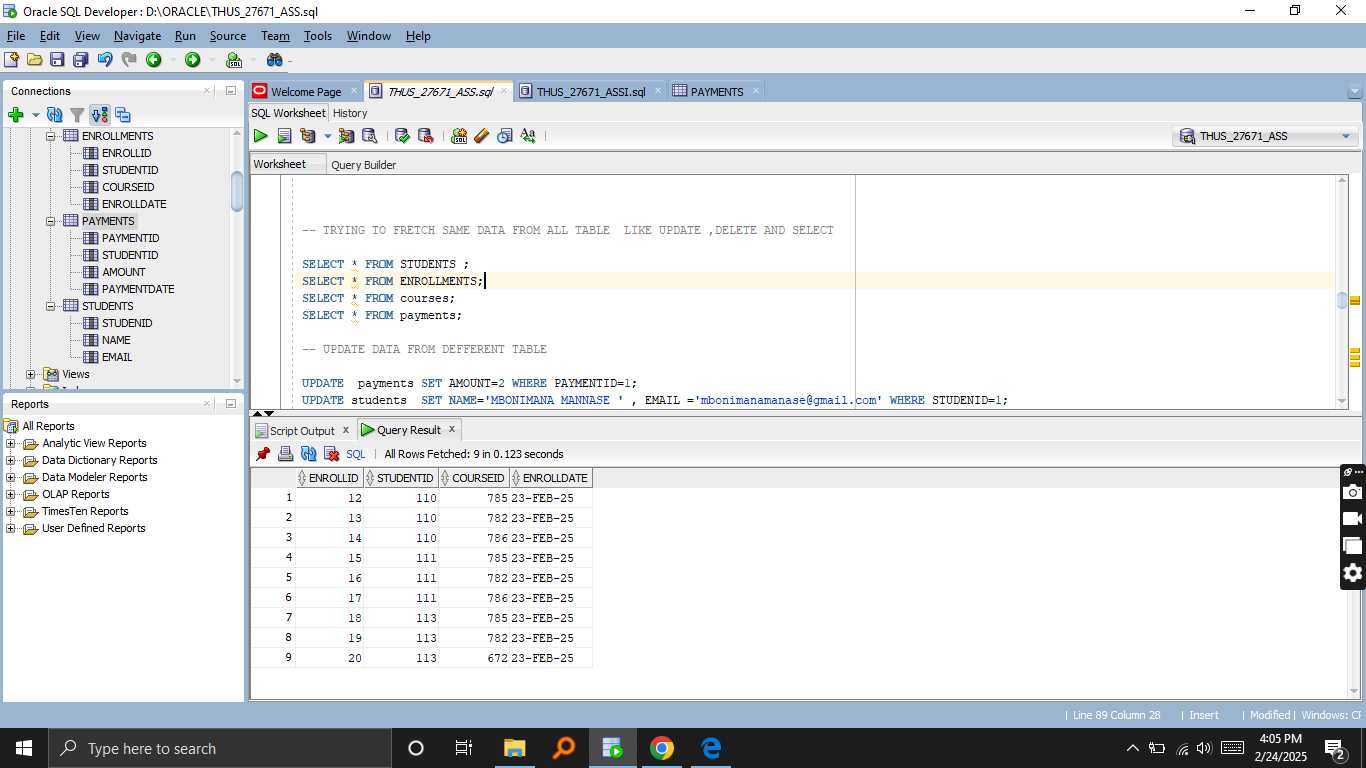 Oracle SQL Developer : D:\ORACLE\THUS_27671_ASS.sql
File Edit View Navigate Run Source Team Tools Window Help
Connections
ENROLLMENTS
ENROLLID
STUDENTID
COURSEID
ENROLLDATE
PAYMENTS
PAYMENTID
STUDENTID
AMOUNT
PAYMENTDATE
STUDENTS
STUDENID
NAME
EMAIL
Views
Reports
All Reports
Analytic View Reports
Data Dictionary Reports
Data Modeler Reports
OLAP Reports
TimesTen Reports
User Defined Reports
Welcome Page THUS_27671_ASS.sql THUS_27671_ASSI.sql PAYMENTS
SQL Worksheet History
THUS_27671_ASS
Worksheet Query Builder
-- TRYING TO FRETCH SAME DATA FROM ALL TABLE  LIKE UPDATE ,DELETE AND SELECT
SELECT * FROM STUDENTS ;
SELECT * FROM ENROLLMENTS;
SELECT * FROM courses;
SELECT * FROM payments;
-- UPDATE DATA FROM DEFFERENT TABLE
UPDATE  payments SET AMOUNT=2 WHERE PAYMENTID=1;
UPDATE students  SET NAME='MBONIMANA MANNASE ' , EMAIL ='mbonimanamanase@gmail.com' WHERE STUDENID=1;
Script Output x Query Result x
SQL | All Rows Fetched: 9 in 0.123 seconds
ENROLLID STUDENTID COURSEID ENROLLDATE
1 12 110 785 23-FEB-25
2 13 110 782 23-FEB-25
3 14 110 786 23-FEB-25
4 15 111 785 23-FEB-25
5 16 111 782 23-FEB-25
6 17 111 786 23-FEB-25
7 18 113 785 23-FEB-25
8 19 113 782 23-FEB-25
9 20 113 672 23-FEB-25
| Line 89 Column 28 | Insert | Modified | Windows: CF
Type here to search
4:05 PM
2/24/2025
2